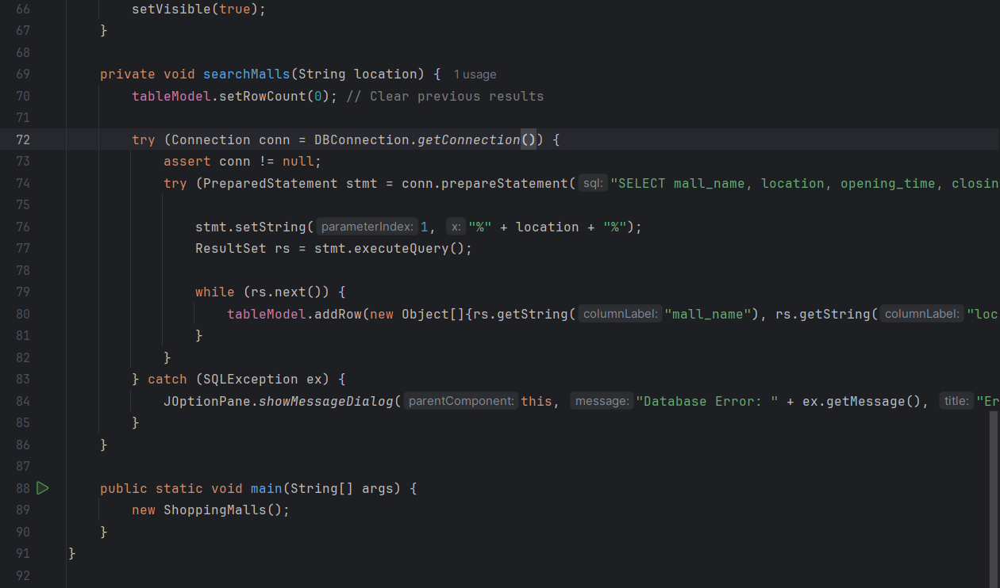 66 setVisible(true);
67 }
68
69 private void searchMalls(String location) { 1 usage
70 tableModel.setRowCount(0); // Clear previous results
71
72 try (Connection conn = DBConnection.getConnection()) {
73 assert conn != null;
74 try (PreparedStatement stmt = conn.prepareStatement( sql: "SELECT mall_name, location, opening_time, closin
75
76 stmt.setString( parameterIndex: 1, x: "%" + location + "%");
77 ResultSet rs = stmt.executeQuery();
78
79 while (rs.next()) {
80 tableModel.addRow(new Object[]{rs.getString( columnLabel: "mall_name"), rs.getString( columnLabel: "loc
81 }
82 }
83 } catch (SQLException ex) {
84 JOptionPane.showMessageDialog( parentComponent: this, message: "Database Error: " + ex.getMessage(), title: "Er
85 }
86 }
87
88 public static void main(String[] args) {
89 new ShoppingMalls();
90 }
91 }
92